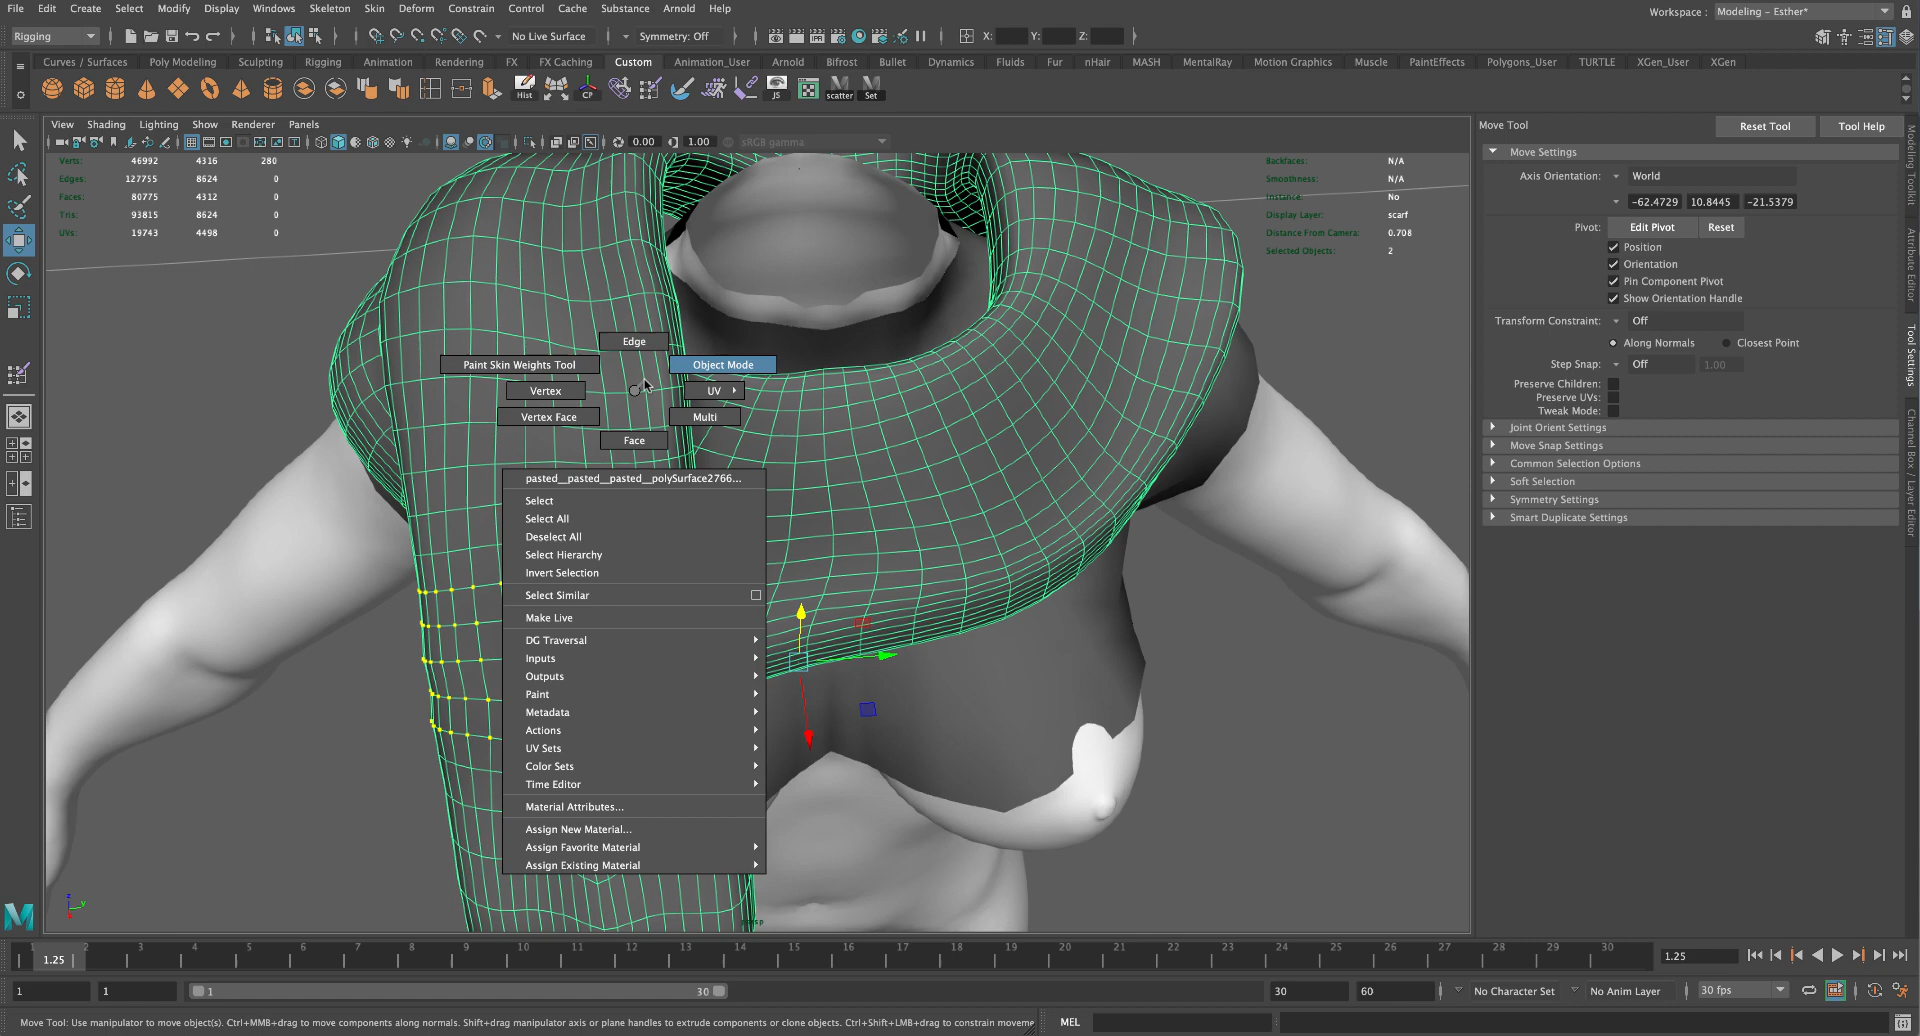 File Edit Create Select Modify Display Windows Skeleton Skin Deform Constrain Control Cache Substance Arnold Help
Workspace : Modeling - Esther*
Rigging No Live Surface Symmetry: Off X: Y: Z:
Curves / Surfaces Poly Modeling Sculpting Rigging Animation Rendering FX FX Caching Custom Animation_User Arnold Bifrost Bullet Dynamics Fluids Fur nHair MASH MentalRay Motion Graphics Muscle PaintEffects Polygons_User TURTLE XGen_User XGen
Hist CP JS scatter Set
View Shading Lighting Show Renderer Panels
0.00 1.00 sRGB gamma
Verts: 46992 4316 280
Edges: 127755 8624 0
Faces: 80775 4312 0
Tris: 93815 8624 0
UVs: 19743 4498 0
Backfaces: N/A
Smoothness: N/A
Instance: No
Display Layer: scarf
Distance From Camera: 0.708
Selected Objects: 2
Edge
Paint Skin Weights Tool Object Mode
Vertex UV
Vertex Face Multi
Face
pasted__pasted__pasted__polySurface2766...
Select
Select All
Deselect All
Select Hierarchy
Invert Selection
Select Similar
Make Live
DG Traversal
Inputs
Outputs
Paint
Metadata
Actions
UV Sets
Color Sets
Time Editor
Material Attributes...
Assign New Material...
Assign Favorite Material
Assign Existing Material
Move Tool Reset Tool Tool Help
Move Settings
Axis Orientation: World
-62.4729 10.8445 -21.5379
Pivot: Edit Pivot Reset
Position
Orientation
Pin Component Pivot
Show Orientation Handle
Transform Constraint: Off
Along Normals Closest Point
Step Snap: Off 1.00
Preserve Children:
Preserve UVs:
Tweak Mode:
Joint Orient Settings
Move Snap Settings
Common Selection Options
Soft Selection
Symmetry Settings
Smart Duplicate Settings
Modeling Toolkit
Attribute Editor
Tool Settings
Channel Box / Layer Editor
1 2 3 4 5 6 7 8 9 10 11 12 13 14 15 16 17 18 19 20 21 22 23 24 25 26 27 28 29 30
1.25 1.25
1 1 1 30 30 60 No Character Set No Anim Layer 30 fps
Move Tool: Use manipulator to move object(s). Ctrl+MMB+drag to move components along normals. Shift+drag manipulator axis or plane handles to extrude components or clone objects. Ctrl+Shift+LMB+drag to constrain moveme MEL